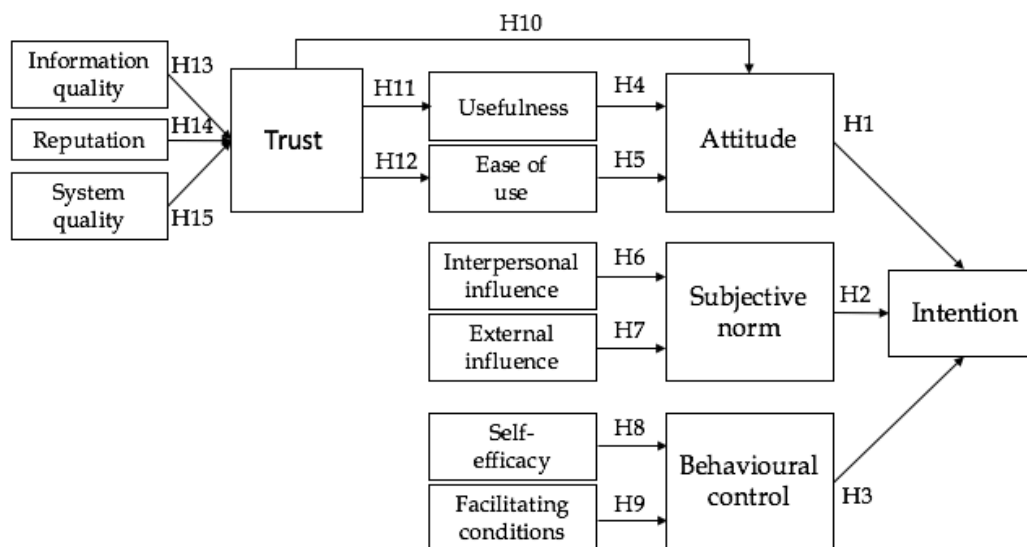 H10
Information
quality
H13
Reputation
H14
System
quality
H15
Trust
H11
H12
Usefulness
Ease of
use
H4
H5
Attitude
H1
Interpersonal
influence
External
influence
H6
H7
Subjective
norm
H2
Intention
Self-
efficacy
Facilitating
conditions
H8
H9
Behavioural
control
H3